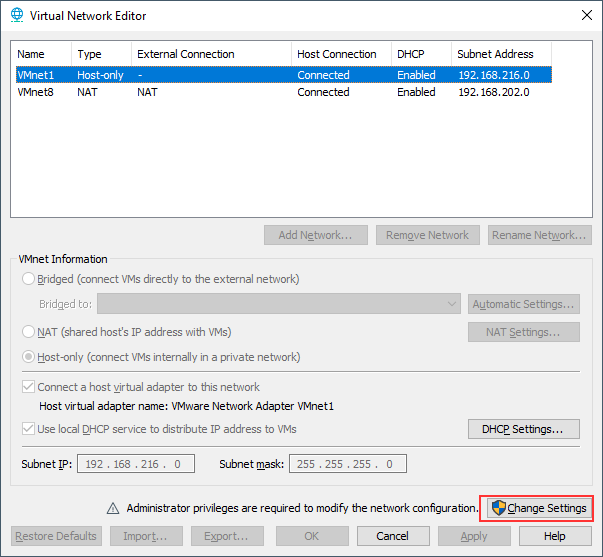 Virtual Network Editor
Name Type External Connection Host Connection DHCP Subnet Address
VMnet1 Host-only - Connected Enabled 192.168.216.0
VMnet8 NAT NAT Connected Enabled 192.168.202.0
Add Network... Remove Network Rename Network...
VMnet Information
Bridged (connect VMs directly to the external network)
Bridged to: Automatic Settings...
NAT (shared host's IP address with VMs) NAT Settings...
Host-only (connect VMs internally in a private network)
Connect a host virtual adapter to this network
Host virtual adapter name: VMware Network Adapter VMnet1
Use local DHCP service to distribute IP address to VMs DHCP Settings...
Subnet IP: 192 . 168 . 216 . 0 Subnet mask: 255 . 255 . 255 . 0
Administrator privileges are required to modify the network configuration. Change Settings
Restore Defaults Import... Export... OK Cancel Apply Help